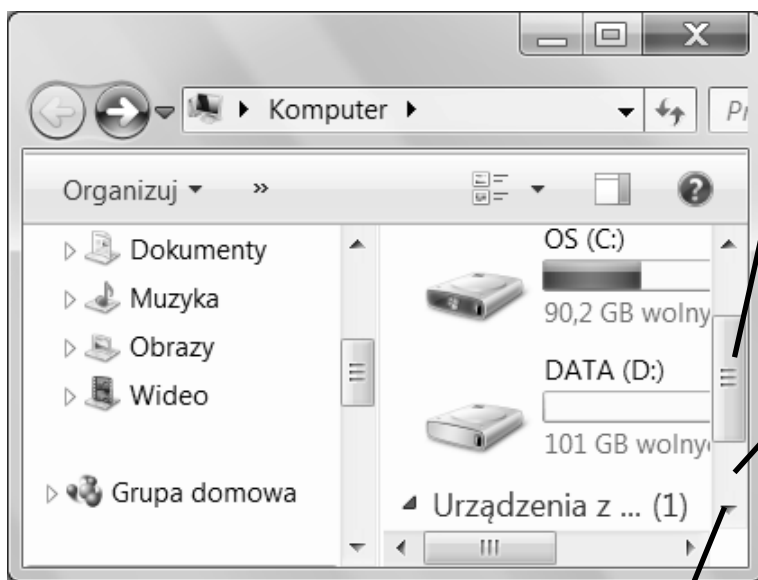 Komputer
Pr
Organizuj »
Dokumenty
Muzyka
Obrazy
Wideo
Grupa domowa
OS (C:)
90,2 GB wolny
DATA (D:)
101 GB wolny
Urządzenia z ... (1)